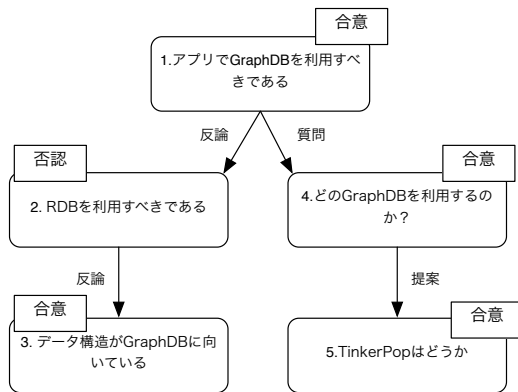 合意
1.アプリでGraphDBを利用すべ
きである
反論
質問
否認
2. RDBを利用すべきである
合意
4.どのGraphDBを利用するの
か？
反論
提案
合意
3. データ構造がGraphDBに向
いている
合意
5.TinkerPopはどうか